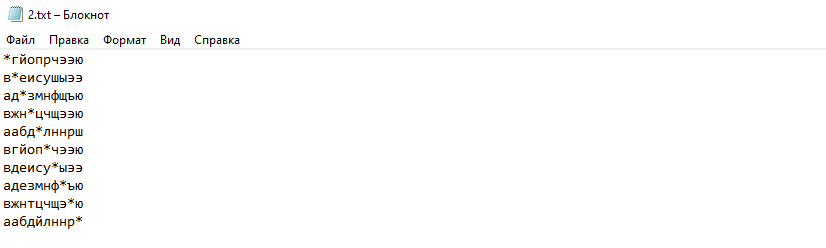 2.txt – Блокнот
Файл Правка Формат Вид Справка
*гйопрчээю
в*еисушыээ
ад*змнфщъю
вжн*цчщээю
аабд*лннрш
вгйоп*чээю
вдеису*ыээ
адезмнф*ъю
вжнтцчщэ*ю
аабдйлннр*